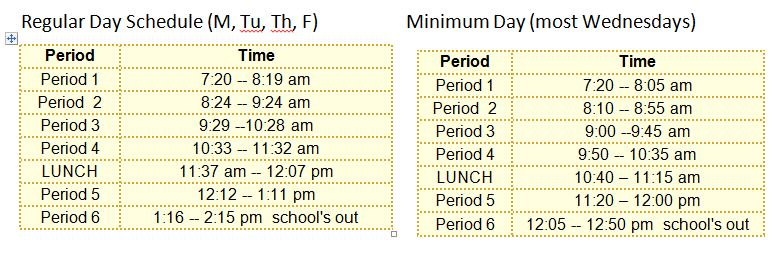 Regular Day Schedule (M, Tu, Th, F)
Period Time
Period 1 7:20 -- 8:19 am
Period 2 8:24 -- 9:24 am
Period 3 9:29 --10:28 am
Period 4 10:33 -- 11:32 am
LUNCH 11:37 am -- 12:07 pm
Period 5 12:12 -- 1:11 pm
Period 6 1:16 -- 2:15 pm school's out
Minimum Day (most Wednesdays)
Period Time
Period 1 7:20 -- 8:05 am
Period 2 8:10 -- 8:55 am
Period 3 9:00 --9:45 am
Period 4 9:50 -- 10:35 am
LUNCH 10:40 – 11:15 am
Period 5 11:20 – 12:00 pm
Period 6 12:05 -- 12:50 pm school's out